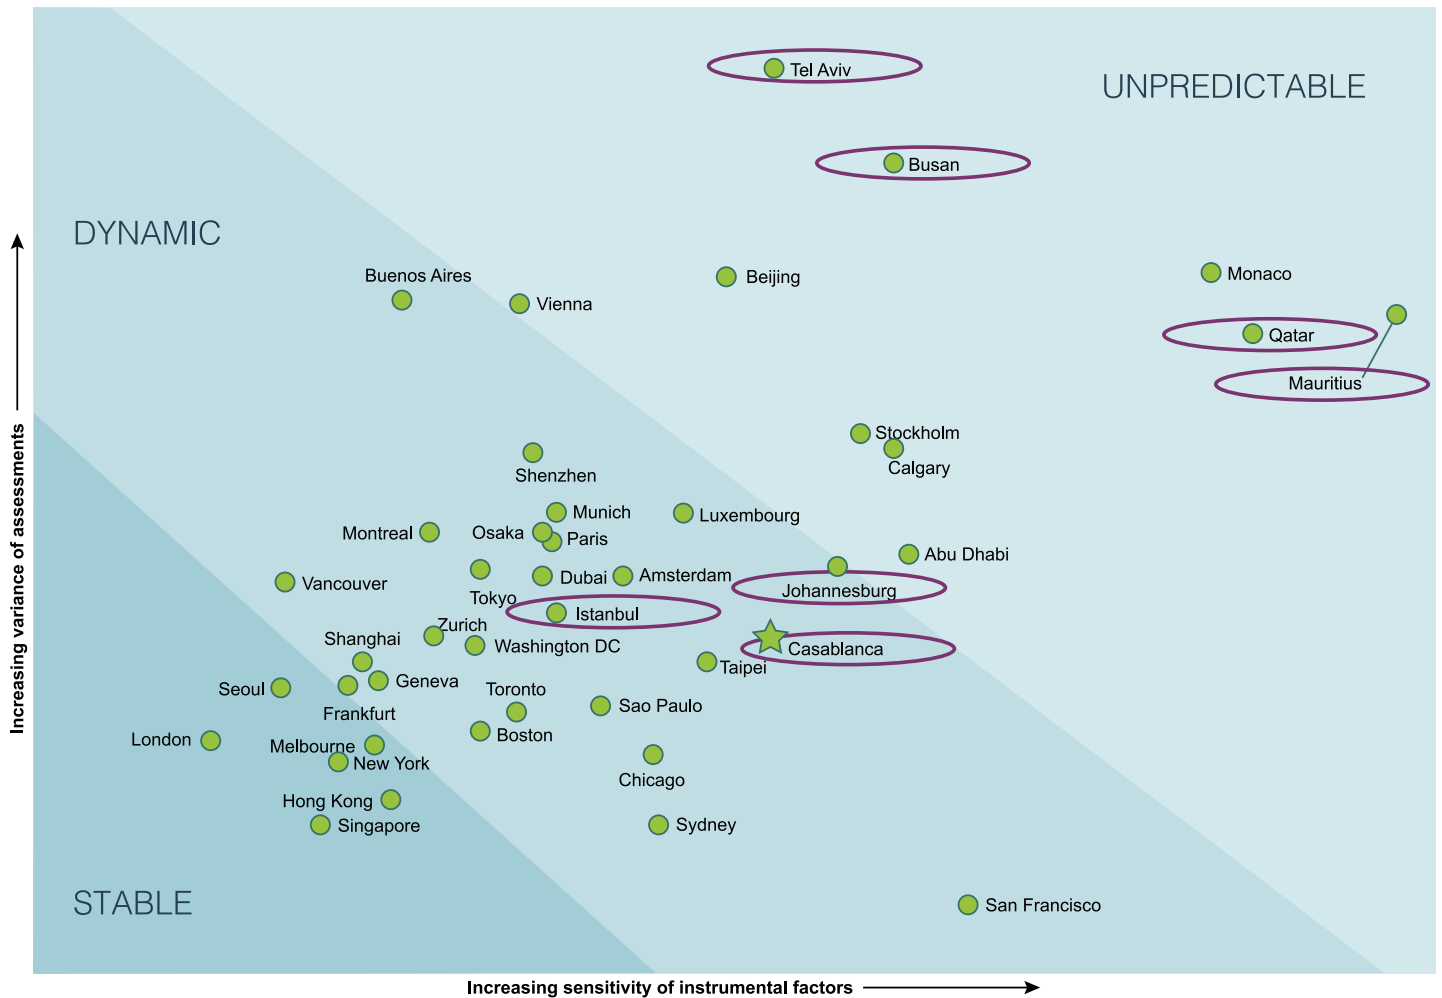 Tel Aviv
UNPREDICTABLE
Busan
DYNAMIC
Buenos Aires
Vienna
Beijing
Monaco
Qatar
Mauritius
Stockholm
Calgary
Shenzhen
Munich
Luxembourg
Montreal
Osaka
Paris
Abu Dhabi
Vancouver
Tokyo
Dubai
Amsterdam
Johannesburg
Istanbul
Zurich
Shanghai
Washington DC
Casablanca
Taipei
Seoul
Geneva
Toronto
Frankfurt
Sao Paulo
London
Melbourne
Boston
New York
Chicago
Hong Kong
Singapore
Sydney
STABLE
San Francisco
Increasing variance of assessments
Increasing sensitivity of instrumental factors